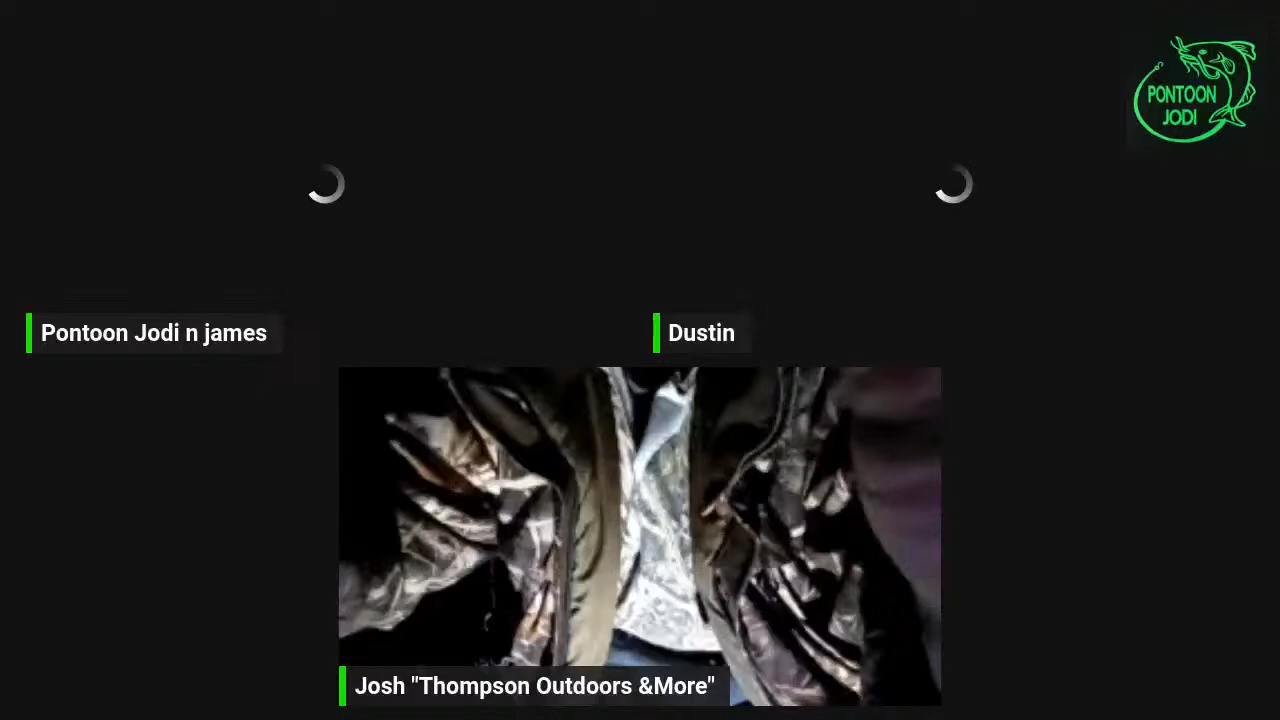 PONTOON
JODI
Pontoon Jodi n james
Dustin
Josh "Thompson Outdoors &More"